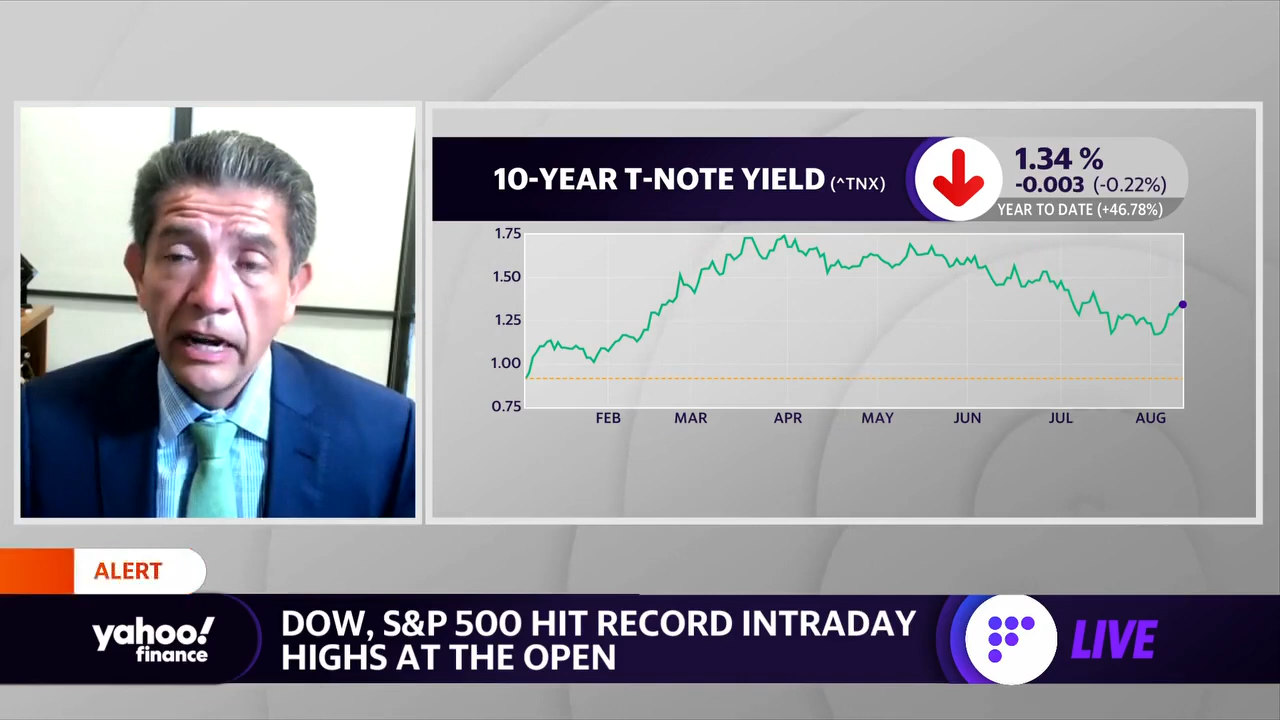 10-YEAR T-NOTE YIELD (^TNX)
1.34 %
-0.003 (-0.22%)
YEAR TO DATE (+46.78%)
1.75
1.50
1.25
1.00
0.75
FEB MAR APR MAY JUN JUL AUG
ALERT
yahoo!
finance
DOW, S&P 500 HIT RECORD INTRADAY
HIGHS AT THE OPEN
LIVE